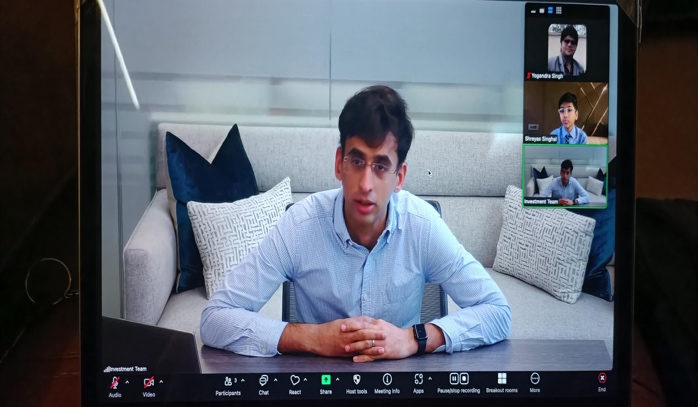 Yogendra Singh
Shreyas Singhal
Investment Team
Investment Team
Audio
Video
Participants
3
Chat
React
Share
Host tools
Meeting info
Apps
Pause/stop recording
Breakout rooms
More
End